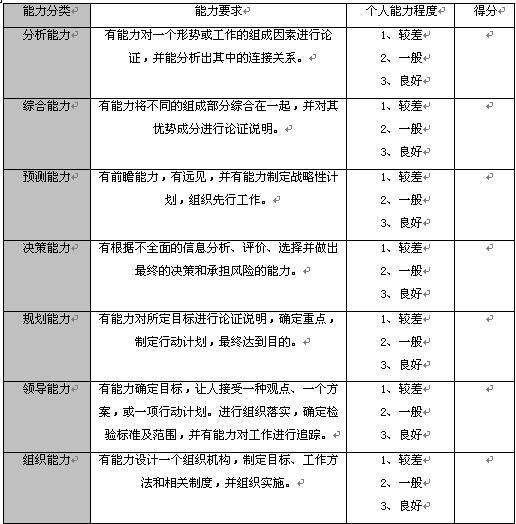 能力分类 能力要求 个人能力程度 得分
分析能力 有能力对一个形势或工作的组成因素进行论 1、较差
证，并能分析出其中的连接关系。 2、一般
3、良好
综合能力 有能力将不同的组成部分综合在一起，并对其 1、较差
优势成分进行论证说明。 2、一般
3、良好
预测能力 有前瞻能力，有远见，并有能力制定战略性计 1、较差
划，组织先行工作。 2、一般
3、良好
决策能力 有根据不全面的信息分析、评价、选择并做出 1、较差
最终的决策和承担风险的能力。 2、一般
3、良好
规划能力 有能力对所定目标进行论证说明，确定重点， 1、较差
制定行动计划，最终达到目的。 2、一般
3、良好
领导能力 有能力确定目标，让人接受一种观点、一个方 1、较差
案，或一项行动计划。进行组织落实，确定检 2、一般
验标准及范围，并有能力对工作进行追踪。 3、良好
组织能力 有能力设计一个组织机构，制定目标、工作方 1、较差
法和相关制度，并组织实施。 2、一般
3、良好